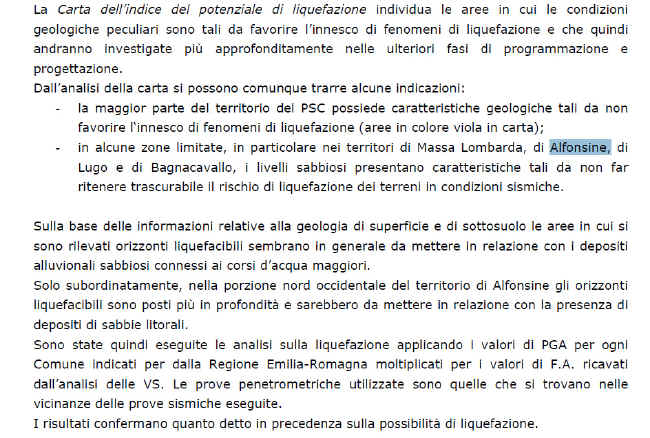 La Carta dell'indice del potenziale di liquefazione individua le aree in cui le condizioni
geologiche peculiari sono tali da favorire l'innesco di fenomeni di liquefazione e che quindi
andranno investigate più approfonditamente nelle ulteriori fasi di programmazione e
progettazione.
Dall'analisi della carta si possono comunque trarre alcune indicazioni:
- la maggior parte del territorio del PSC possiede caratteristiche geologiche tali da non
favorire l'innesco di fenomeni di liquefazione (aree in colore viola in carta);
- in alcune zone limitate, in particolare nei territori di Massa Lombarda, di Alfonsine, di
Lugo e di Bagnacavallo, i livelli sabbiosi presentano caratteristiche tali da non far
ritenere trascurabile il rischio di liquefazione dei terreni in condizioni sismiche.
Sulla base delle informazioni relative alla geologia di superficie e di sottosuolo le aree in cui si
sono rilevati orizzonti liquefacibili sembrano in generale da mettere in relazione con i depositi
alluvionali sabbiosi connessi ai corsi d'acqua maggiori.
Solo subordinatamente, nella porzione nord occidentale del territorio di Alfonsine gli orizzonti
liquefacibili sono posti più in profondità e sarebbero da mettere in relazione con la presenza di
depositi di sabbie litorali.
Sono state quindi eseguite le analisi sulla liquefazione applicando i valori di PGA per ogni
Comune indicati per dalla Regione Emilia-Romagna moltiplicati per i valori di F.A. ricavati
dall'analisi delle VS. Le prove penetrometriche utilizzate sono quelle che si trovano nelle
vicinanze delle prove sismiche eseguite.
I risultati confermano quanto detto in precedenza sulla possibilità di liquefazione.